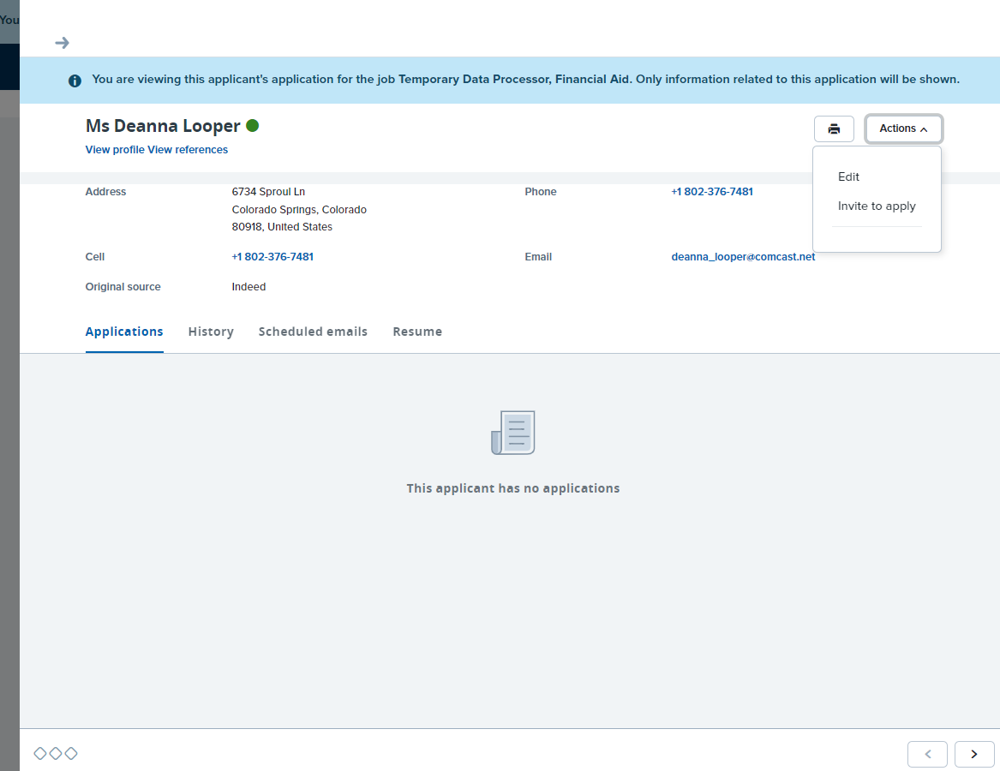 You
You are viewing this applicant's application for the job Temporary Data Processor, Financial Aid. Only information related to this application will be shown.
Ms Deanna Looper
View profile View references
Actions
Edit
Invite to apply
Address
6734 Sproul Ln
Colorado Springs, Colorado
80918, United States
Phone
+1 802-376-7481
Cell
+1 802-376-7481
Email
deanna_looper@comcast.net
Original source
Indeed
Applications History Scheduled emails Resume
This applicant has no applications